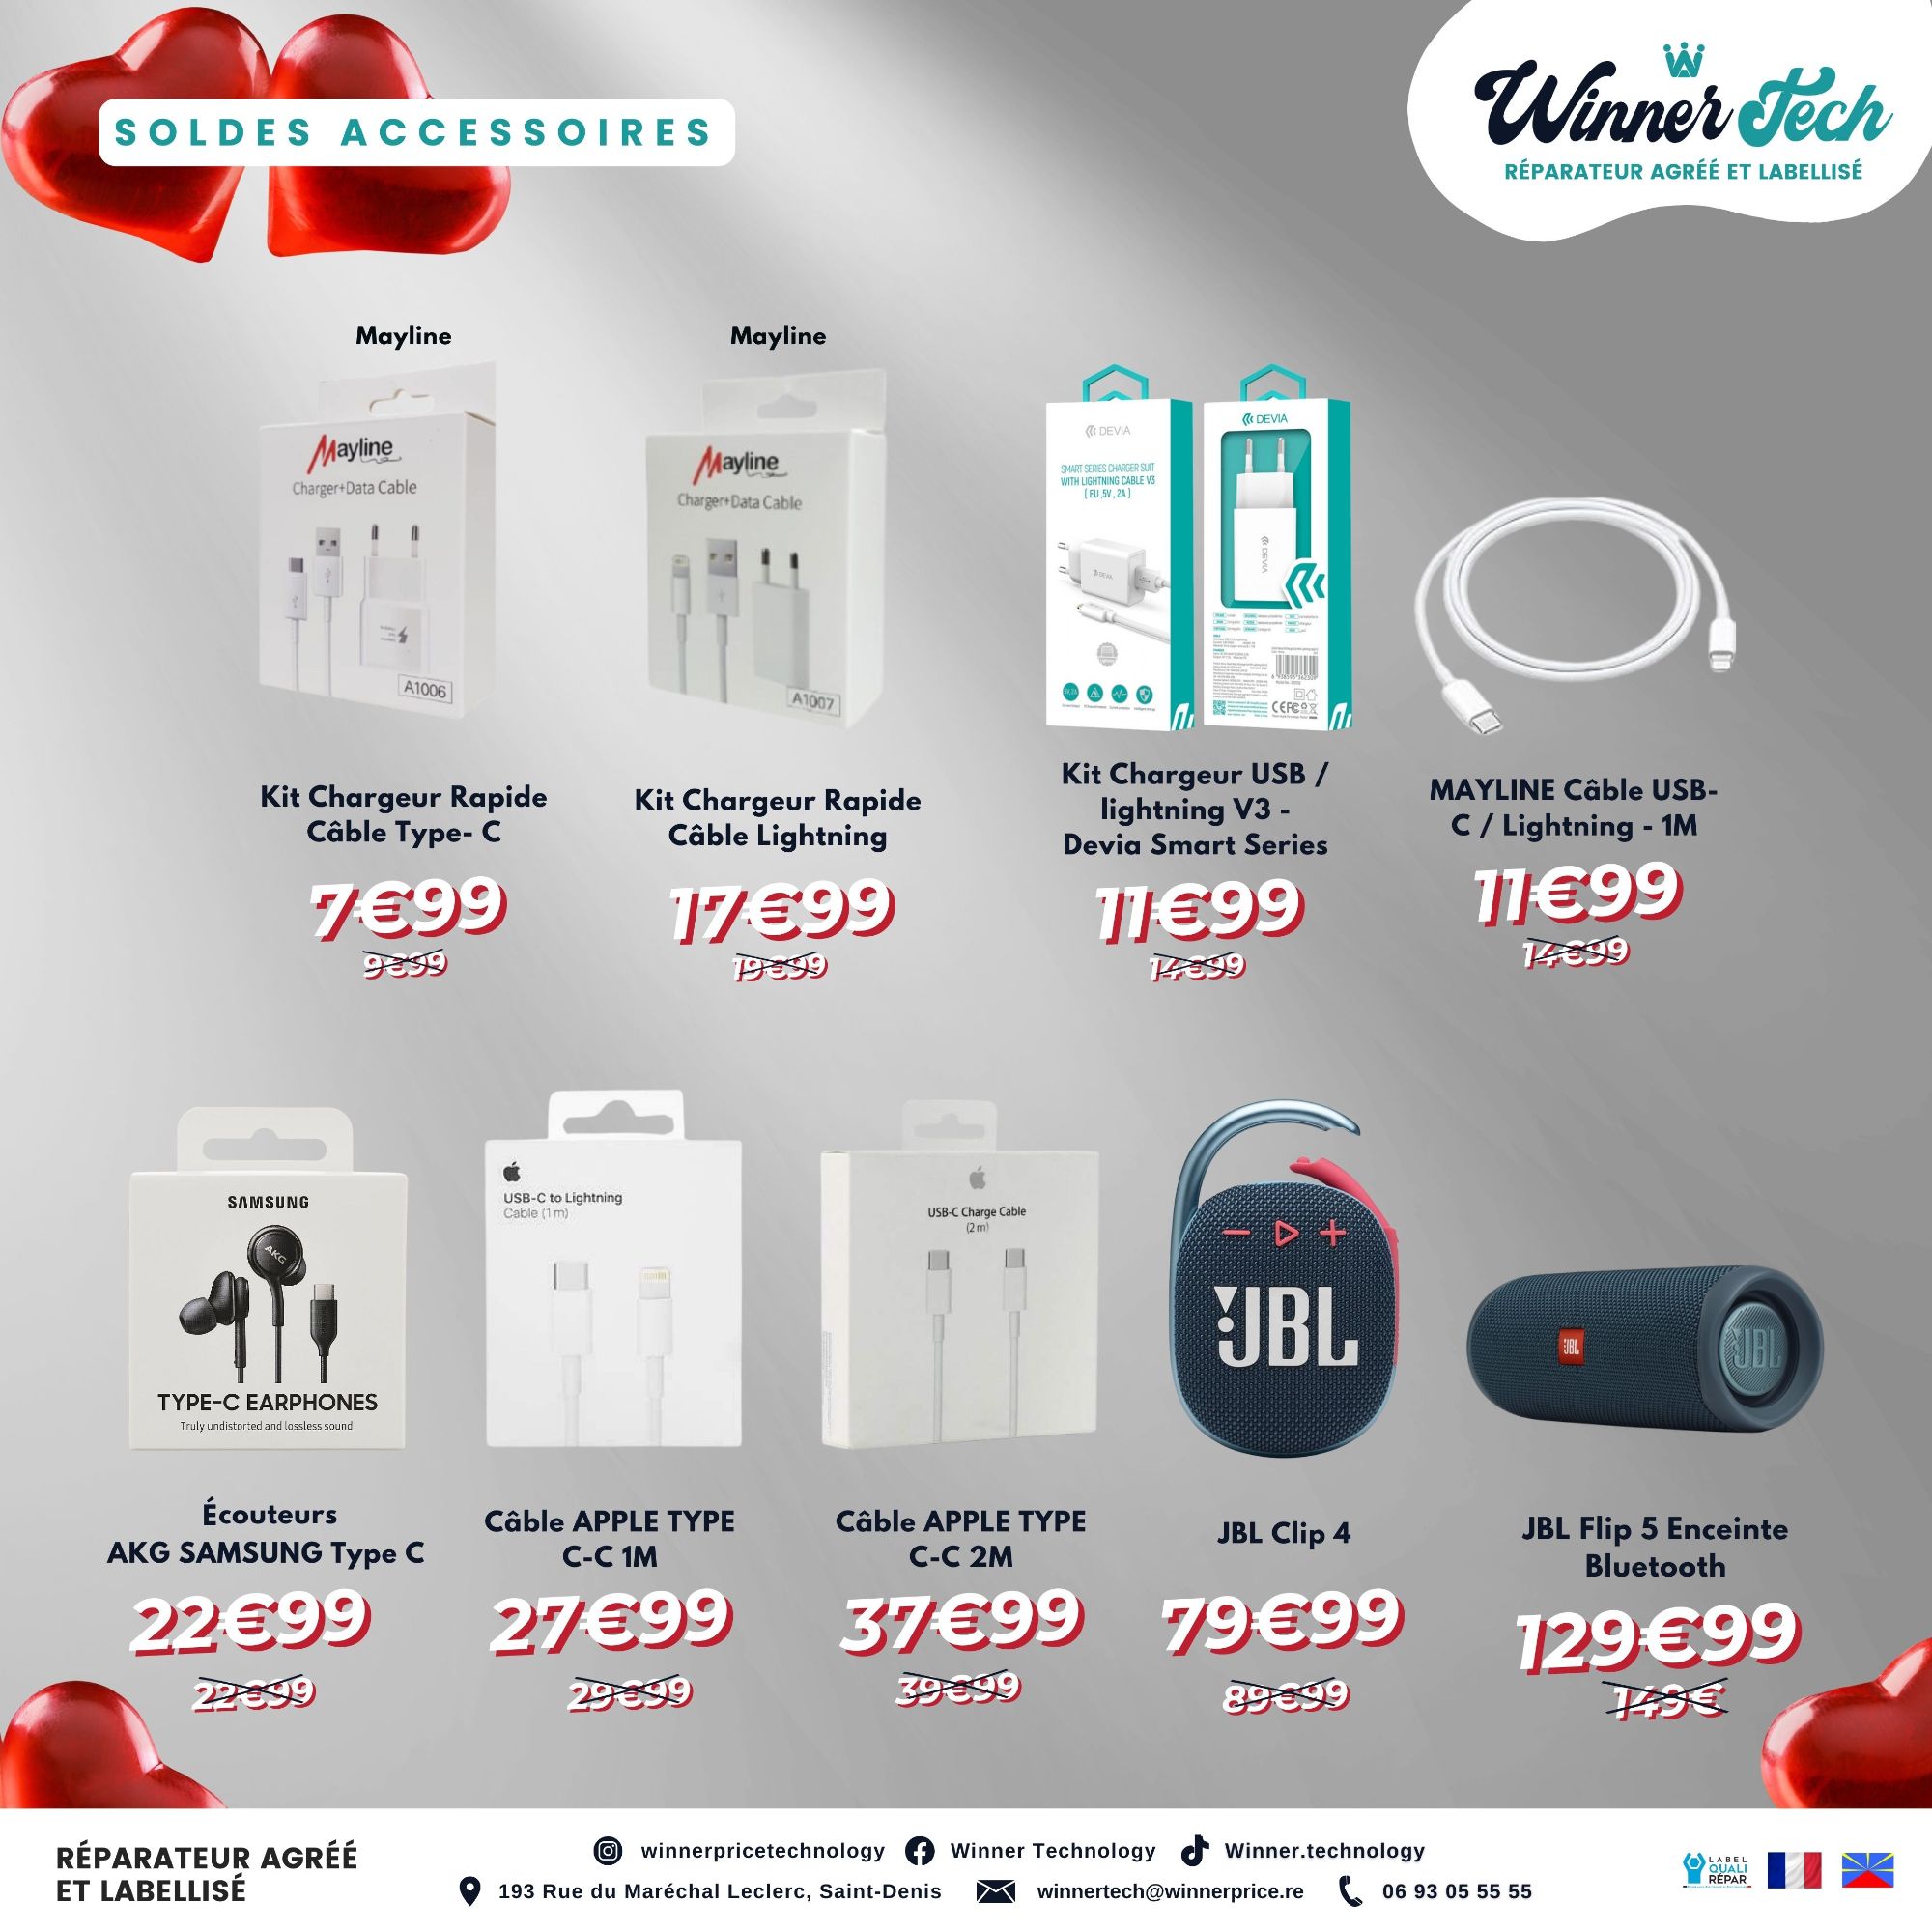 SOLDES ACCESSOIRES
Winner Tech
RÉPARATEUR AGRÉÉ ET LABELLISÉ
Mayline
Mayline
Charger+Data Cable
A1006
Kit Chargeur Rapide
Câble Type- C
7€99
9€99
Mayline
Mayline
Charger+Data Cable
A1007
Kit Chargeur Rapide
Câble Lightning
17€99
19€99
DEVIA
SMART SERIES CHARGER SUIT
WITH LIGHTNING CABLE V3
[ EU ,5V , 2A ]
DEVIA
5V,2A
DEVIA
DEVIA
Kit Chargeur USB /
lightning V3 -
Devia Smart Series
11€99
14€99
MAYLINE Câble USB-
C / Lightning - 1M
11€99
14€99
SAMSUNG
AKG
TYPE-C EARPHONES
Truly undistorted and lossless sound
Écouteurs
AKG SAMSUNG Type C
22€99
22€99
USB-C to Lightning
Cable (1m)
Câble APPLE TYPE
C-C 1M
27€99
29€99
USB-C Charge Cable
(2m)
Câble APPLE TYPE
C-C 2M
37€99
39€99
JBL
JBL Clip 4
79€99
89€99
JBL
JBL
JBL Flip 5 Enceinte
Bluetooth
129€99
149€
RÉPARATEUR AGRÉÉ
ET LABELLISÉ
winnerpricetechnology
Winner Technology
Winner.technology
193 Rue du Maréchal Leclerc, Saint-Denis
winnertech@winnerprice.re
06 93 05 55 55
LABEL
QUALI
RÉPAR